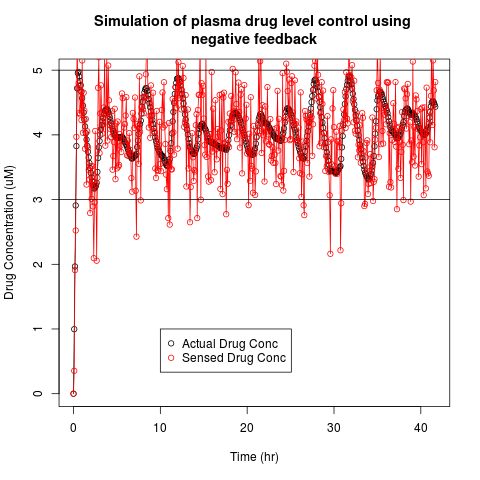 Simulation of plasma drug level control using
negative feedback
Drug Concentration (uM)
5
4
3
2
1
0
Actual Drug Conc
Sensed Drug Conc
0
10
20
30
40
Time (hr)